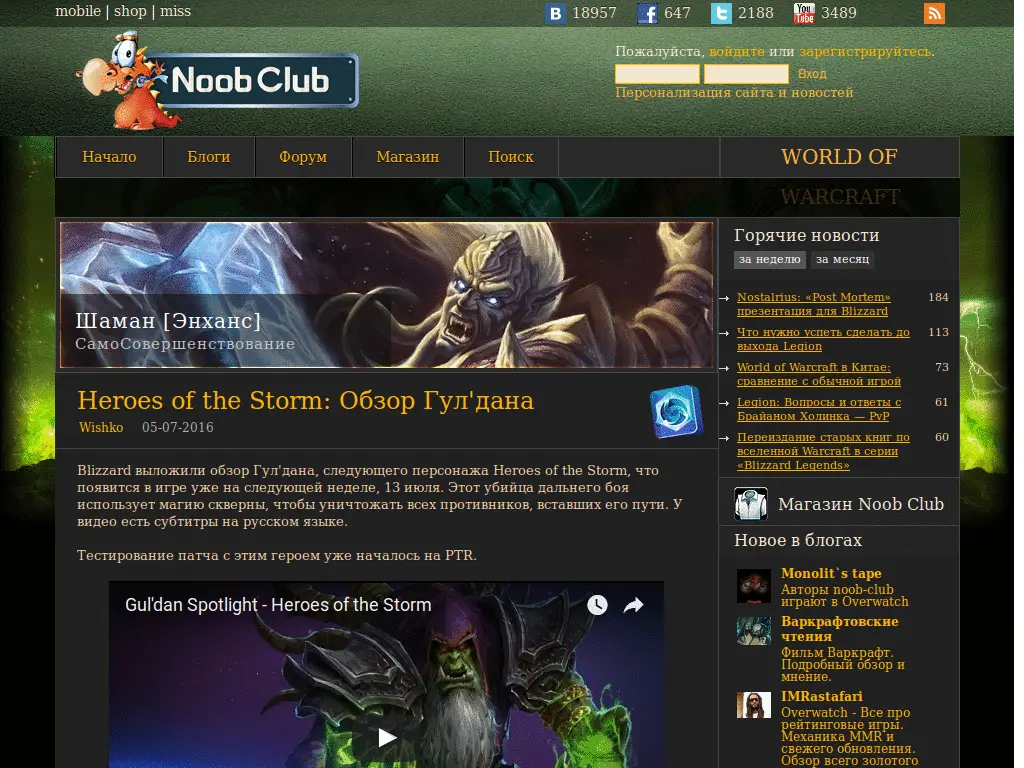 mobile | shop | miss
18957
647
2188
You Tube
3489
Noob Club
Пожалуйста, войдите или зарегистрируйтесь.
Вход
Персонализация сайта и новостей
Начало
Блоги
Форум
Магазин
Поиск
WORLD OF
WARCRAFT
Шаман [Энханс]
СамоСовершенствование
Heroes of the Storm: Обзор Гул'дана
Wishko 05-07-2016
Blizzard выложили обзор Гул'дана, следующего персонажа Heroes of the Storm, что
появится в игре уже на следующей неделе, 13 июля. Этот убийца дальнего боя
использует магию скверны, чтобы уничтожать всех противников, вставших его пути. У
видео есть субтитры на русском языке.
Тестирование патча с этим героем уже началось на PTR.
Gul'dan Spotlight - Heroes of the Storm
Горячие новости
за неделю за месяц
Nostalrius: «Post Mortem» 184
презентация для Blizzard
Что нужно успеть сделать до 113
выхода Legion
World of Warcraft в Китае: 73
сравнение с обычной игрой
Legion: Вопросы и ответы с 61
Брайаном Холинка — PvP
Переиздание старых книг по 60
вселенной Warcraft в серии
«Blizzard Legends»
Магазин Noob Club
Новое в блогах
Monolit`s tape
Авторы noob-club
играют в Overwatch
Варкрафтовские
чтения
Фильм Варкрафт.
Подробный обзор и
мнение.
IMRastafari
Overwatch - Все про
рейтинговые игры.
Механика MMR и
свежего обновления.
Обзор всего золотого